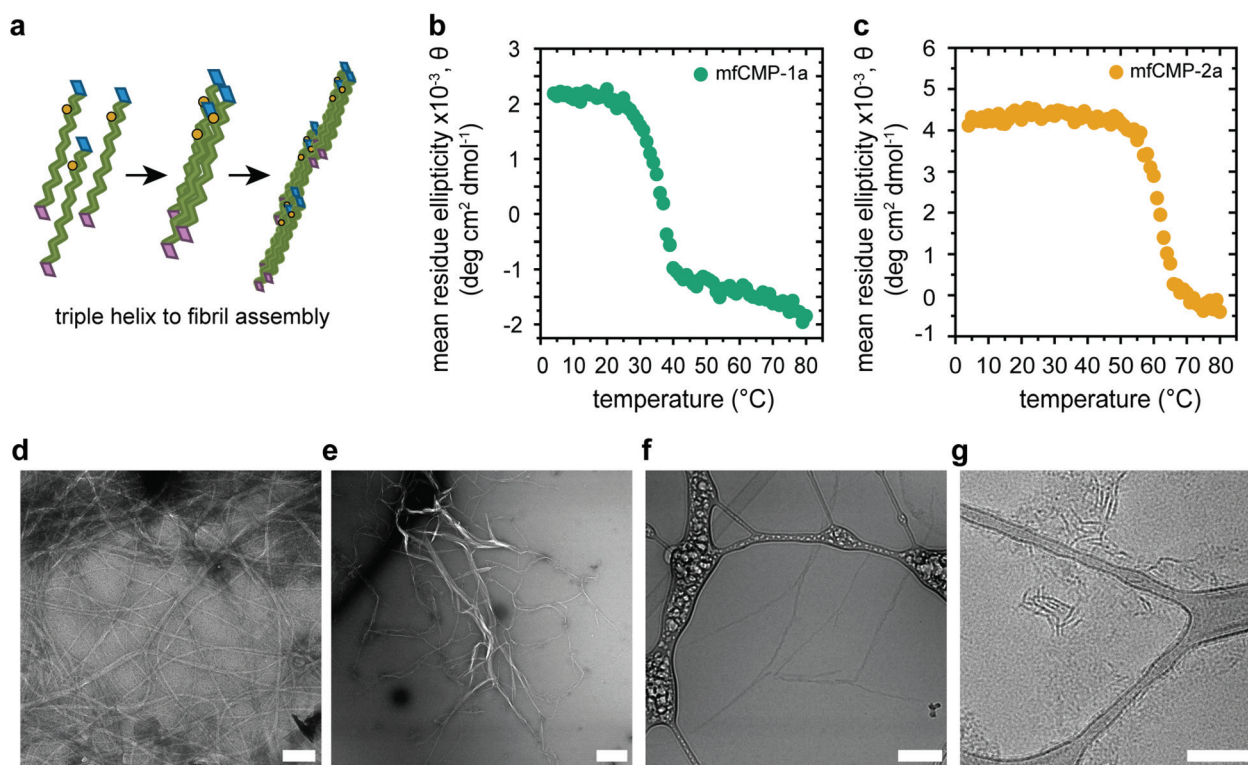 a
triple helix to fibril assembly
b
mean residue ellipticity x10-3, θ
(deg cm2 dmol-1)
3
2
1
0
-1
-2
mfCMP-1a
0 10 20 30 40 50 60 70 80
temperature (°C)
c
mean residue ellipticity x10-3, θ
(deg cm2 dmol-1)
6
5
4
3
2
1
0
-1
mfCMP-2a
0 10 20 30 40 50 60 70 80
temperature (°C)
d
e
f
g